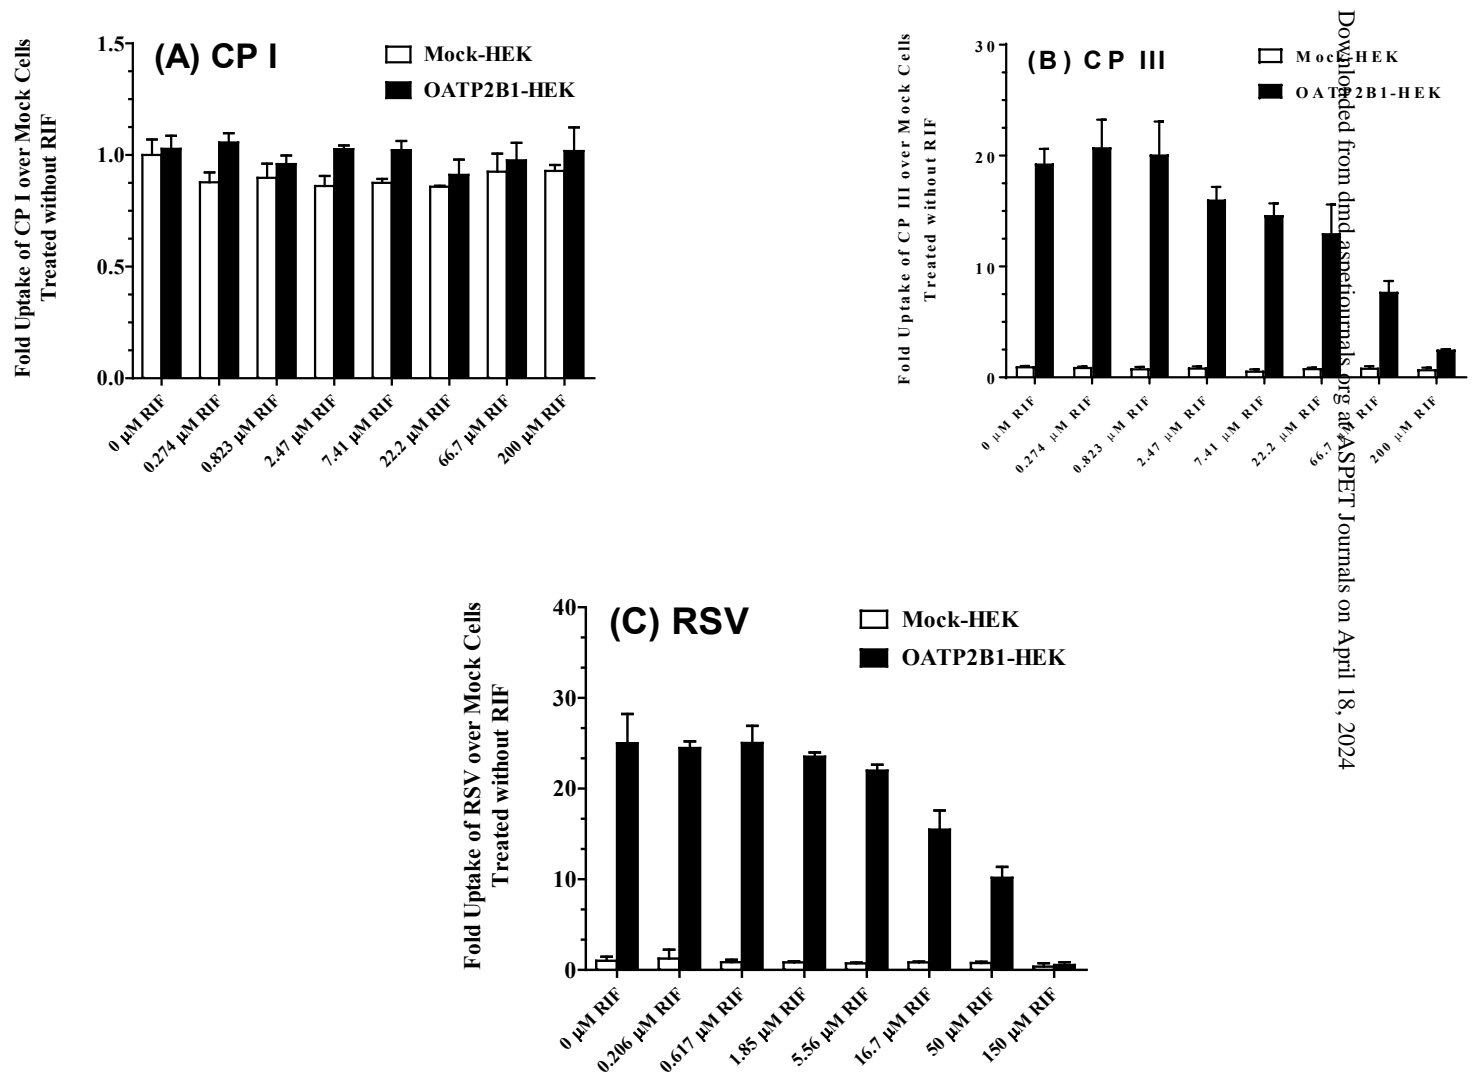 (A) CP I
Mock-HEK
OATP2B1-HEK
Fold Uptake of CP I over Mock Cells
Treated without RIF
1.5
1.0
0.5
0.0
0 µM RIF
0.274 µM RIF
0.823 µM RIF
2.47 µM RIF
7.41 µM RIF
22.2 µM RIF
66.7 µM RIF
200 µM RIF
(B) CP III
Mock-HEK
OATP2B1-HEK
Fold Uptake of CP III over Mock Cells
Treated without RIF
30
20
10
0
0 µM RIF
0.274 µM RIF
0.823 µM RIF
2.47 µM RIF
7.41 µM RIF
22.2 µM RIF
66.7 µM RIF
200 µM RIF
Downloaded from dmd.aspetjournals.org at ASPET Journals on April 18, 2024
(C) RSV
Mock-HEK
OATP2B1-HEK
Fold Uptake of RSV over Mock Cells
Treated without RIF
40
30
20
10
0
0 µM RIF
0.206 µM RIF
0.617 µM RIF
1.85 µM RIF
5.56 µM RIF
16.7 µM RIF
50 µM RIF
150 µM RIF